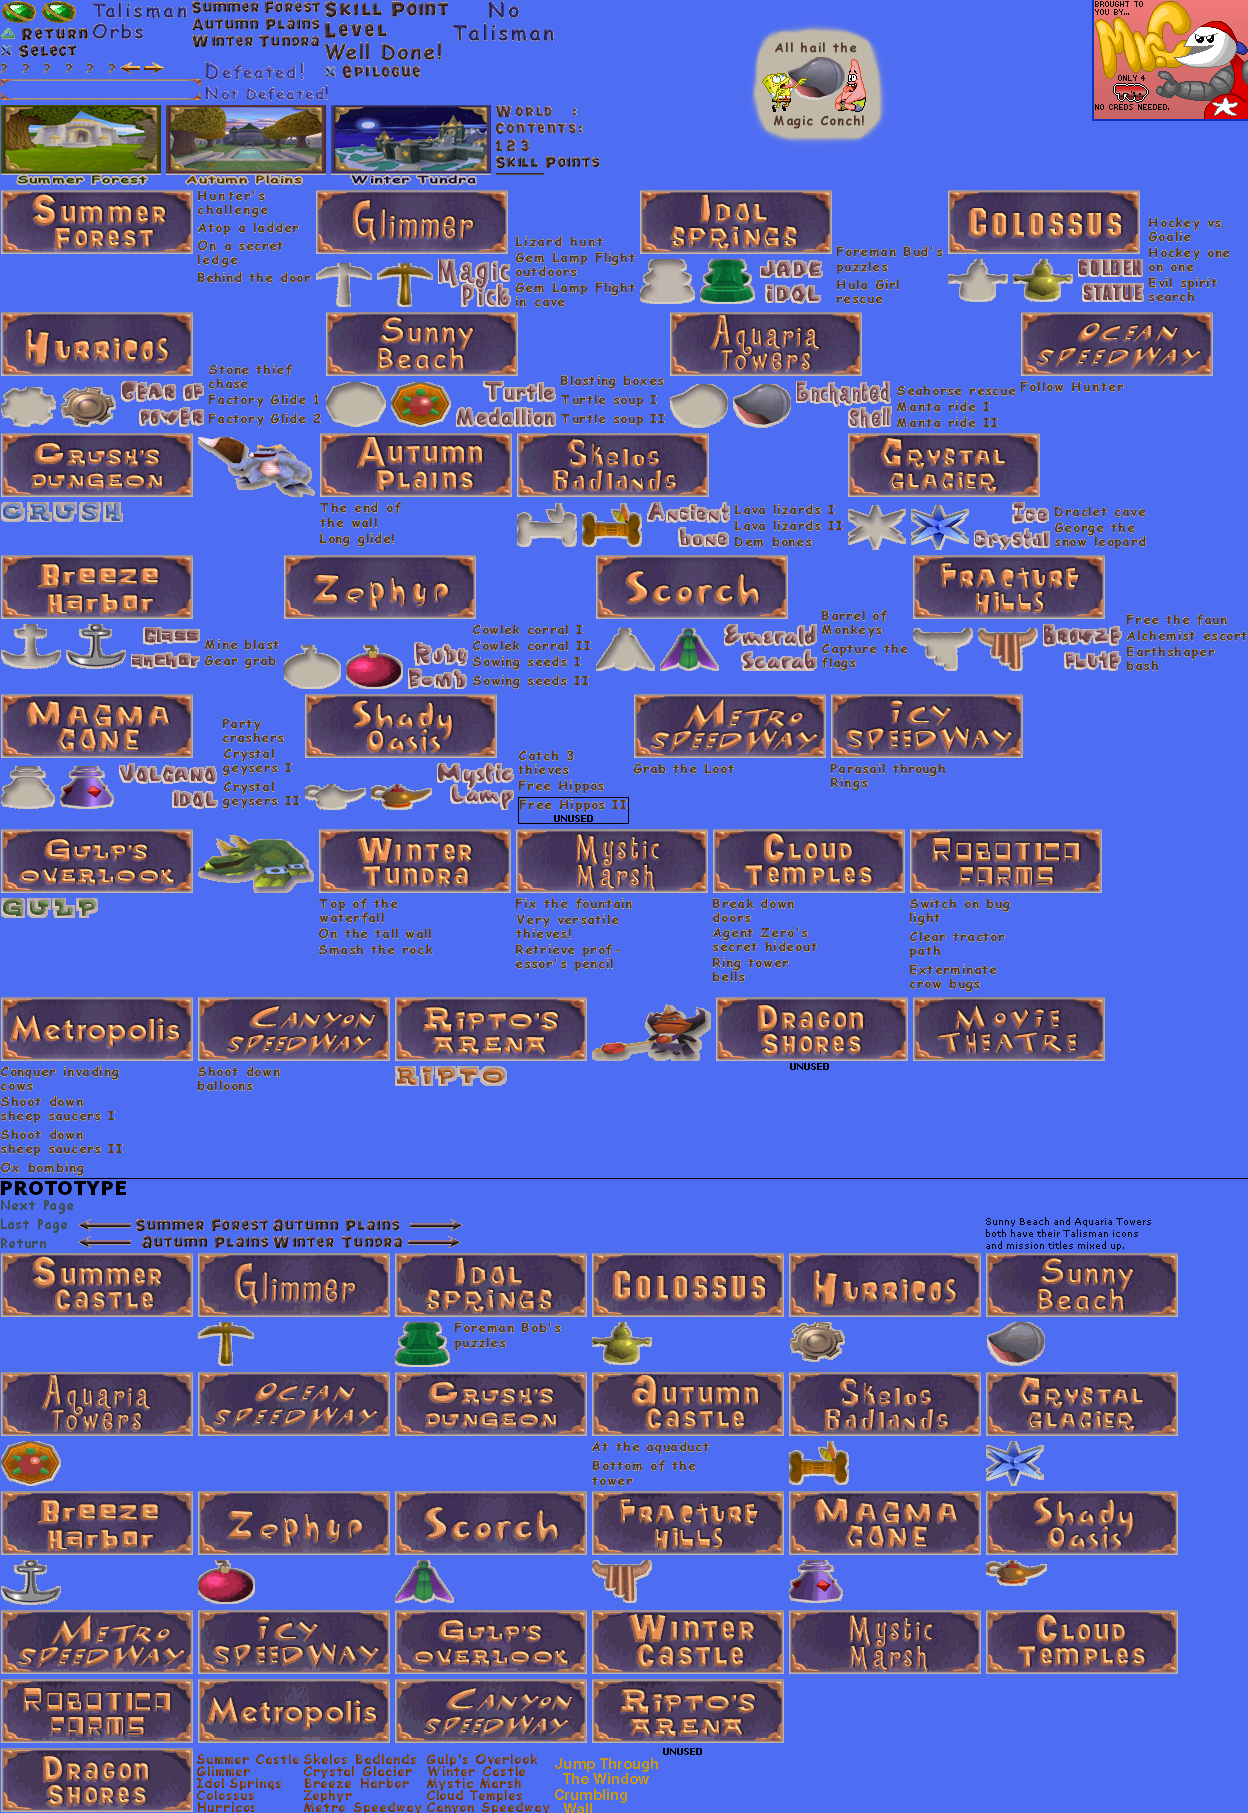 Talisman
Orbs
Return
Select
? ? ? ? ? ?
Summer Forest
Autumn Plains
Winter Tundra
Defeated!
Not Defeated!
Skill Point
Level
Well Done!
Epilogue
No
Talisman
All hail the
Magic Conch!
BROUGHT TO
YOU BY...
Mr.C
ONLY 4
NO CREDS NEEDED.
Summer Forest
Autumn Plains
Winter Tundra
World :
Contents:
123
Skill Points
Summer
Forest
Hunter's
challenge
Atop a ladder
On a secret
ledge
Behind the door
Glimmer
Magic
Pick
Lizard hunt
Gem Lamp Flight
outdoors
Gem Lamp Flight
in cave
Idol
Springs
Jade
Idol
Foreman Bud's
puzzles
Hula Girl
rescue
Colossus
Golden
Statue
Hockey vs
Goalie
Hockey one
on one
Evil spirit
search
Hurricos
Gear of
Power
Stone thief
chase
Factory Glide 1
Factory Glide 2
Sunny
Beach
Turtle
Medallion
Blasting boxes
Turtle soup I
Turtle soup II
Aquaria
Towers
Enchanted
Shell
Seahorse rescue
Manta ride I
Manta ride II
Ocean
Speedway
Follow Hunter
Crush's
Dungeon
CRUSH
Autumn
Plains
The end of
the wall
Long glide!
Skelos
Badlands
Ancient
bone
Lava lizards I
Lava lizards II
Dem bones
Crystal
Glacier
Ice
Crystal
Draclet cave
George the
snow leopard
Breeze
Harbor
Glass
anchor
Mine blast
Gear grab
Zephyr
Ruby
Bomb
Cowlek corral I
Cowlek corral II
Sowing seeds I
Sowing seeds II
Scorch
Emerald
Scarab
Barrel of
Monkeys
Capture the
flags
Fracture
Hills
Bronze
Flute
Free the faun
Alchemist escort
Earthshaper
bash
Magma
Cone
Volcano
Idol
Party
crashers
Crystal
geysers I
Crystal
geysers II
Shady
Oasis
Mystic
Lamp
Catch 3
thieves
Free Hippos
Free Hippos II
UNUSED
Metro
Speedway
Grab the Loot
Icy
Speedway
Parasail through
Rings
Gulp's
Overlook
GULP
Winter
Tundra
Top of the
waterfall
On the tall wall
Smash the rock
Mystic
Marsh
Fix the fountain
Very versatile
thieves!
Retrieve prof-
essor's pencil
Cloud
Temples
Break down
doors
Agent Zero's
secret hideout
Ring tower
bells
Robotica
Farms
Switch on bug
light
Clear tractor
path
Exterminate
crow bugs
Metropolis
Conquer invading
cows
Shoot down
sheep saucers I
Shoot down
sheep saucers II
Ox bombing
Canyon
Speedway
Shoot down
balloons
Ripto's
Arena
RIPTO
Dragon
Shores
UNUSED
Movie
Theatre
PROTOTYPE
Next Page
Last Page
Return
Summer Forest Autumn Plains
Autumn Plains Winter Tundra
Sunny Beach and Aquaria Towers
both have their Talisman icons
and mission titles mixed up.
Summer
Castle
Glimmer
Idol
Springs
Foreman Bob's
puzzles
Colossus
Hurricos
Sunny
Beach
Aquaria
Towers
Ocean
Speedway
Crush's
Dungeon
Autumn
Castle
At the aquaduct
Bottom of the
tower
Skelos
Badlands
Crystal
Glacier
Breeze
Harbor
Zephyr
Scorch
Fracture
Hills
Magma
Cone
Shady
Oasis
Metro
Speedway
Icy
Speedway
Gulp's
Overlook
Winter
Castle
Mystic
Marsh
Cloud
Temples
Robotica
Farms
Metropolis
Canyon
Speedway
Ripto's
Arena
UNUSED
Dragon
Shores
Summer Castle
Glimmer
Idol Springs
Colossus
Hurricos
Skelos Badlands
Crystal Glacier
Breeze Harbor
Zephyr
Metro Speedway
Gulp's Overlook
Winter Castle
Mystic Marsh
Cloud Temples
Canyon Speedway
Jump Through
The Window
Crumbling
Wall